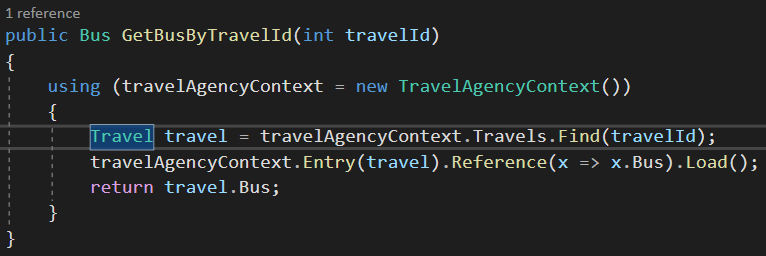 1 reference
public Bus GetBusByTravelId(int travelId)
{
using (travelAgencyContext = new TravelAgencyContext())
{
Travel travel = travelAgencyContext.Travels.Find(travelId);
travelAgencyContext.Entry(travel).Reference(x => x.Bus).Load();
return travel.Bus;
}
}